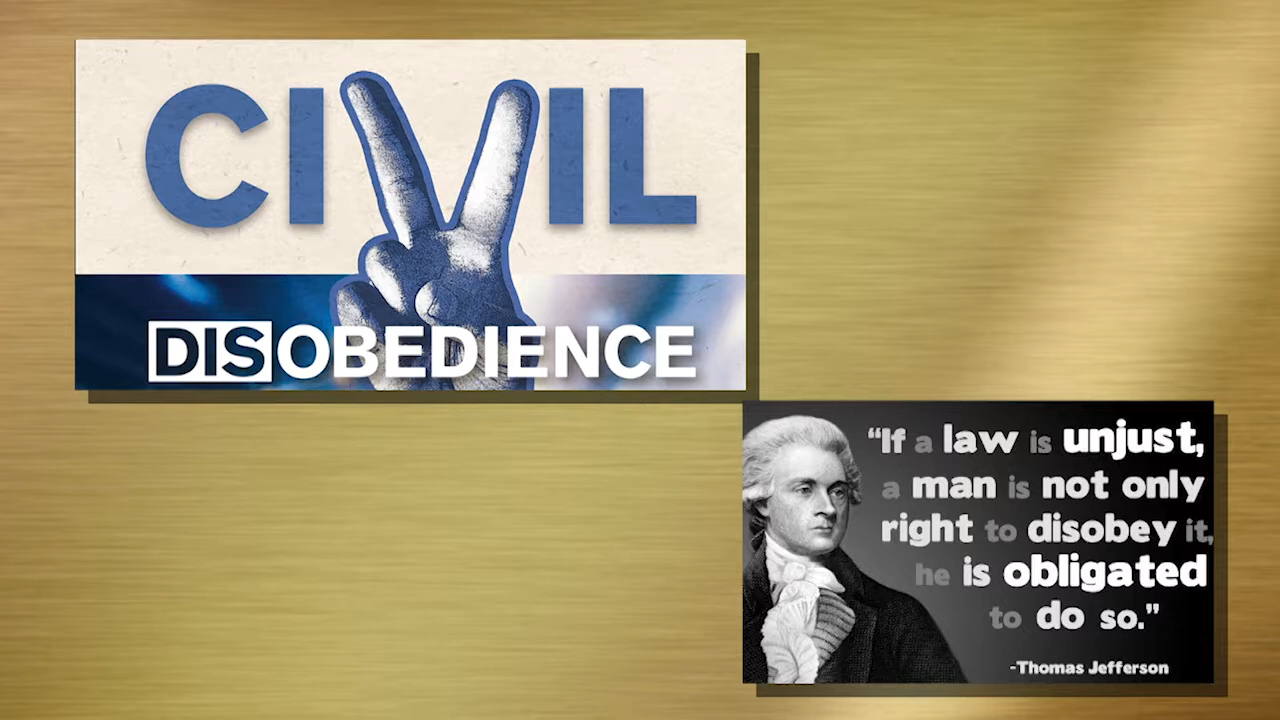 CIVIL
DISOBEDIENCE
“If a law is unjust,
a man is not only
right to disobey it,
he is obligated
to do so.”
-Thomas Jefferson